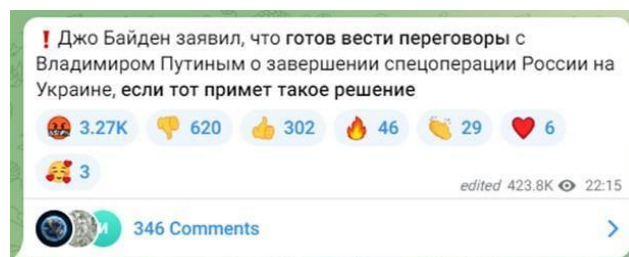 ❗ Джо Байден заявил, что готов вести переговоры с
Владимиром Путиным о завершении спецоперации России на
Украине, если тот примет такое решение
🤬 3.27K 👎 620 👍 302 🔥 46 👏 29 ❤ 6
🥰 3
edited 423.8K 22:15
И 346 Comments